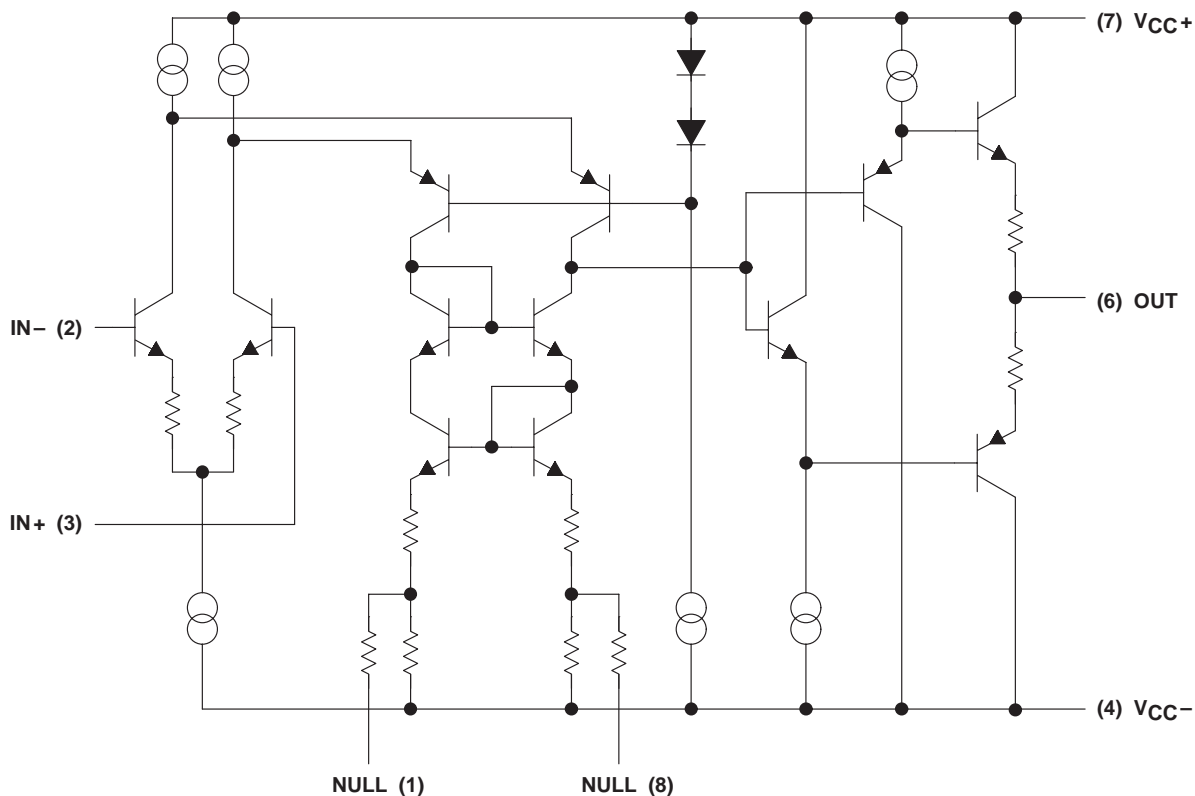 (7) VCC+
IN− (2)
(6) OUT
IN+ (3)
(4) VCC−
NULL (1)
NULL (8)